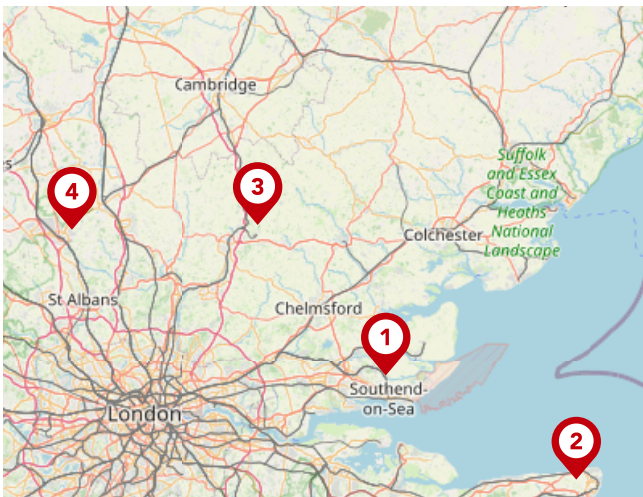 Cambridge
es
4
3
Suffolk
and Essex
Coast and
Heaths
National
Landscape
Colchester
St Albans
Chelmsford
1
Southend-
on-Sea
London
2